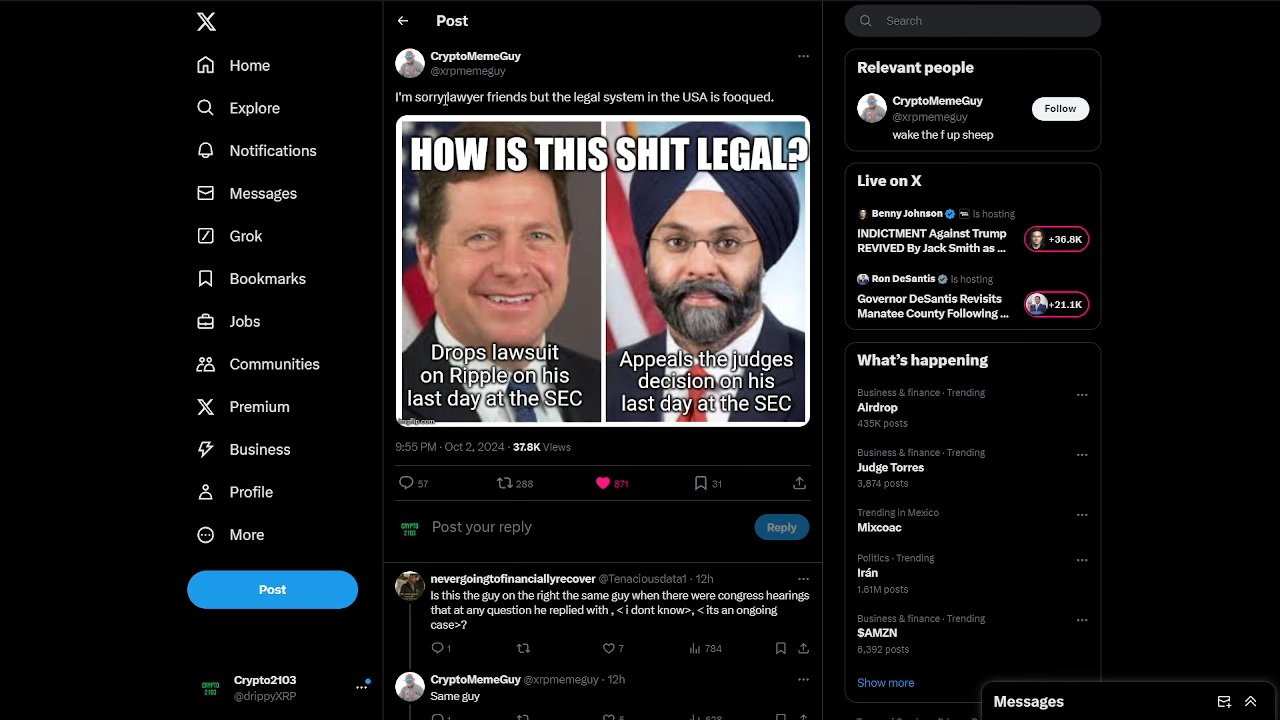 Home
Explore
Notifications
Messages
Grok
Bookmarks
Jobs
Communities
Premium
Business
Profile
More
Post
Crypto2103
@drippyXRP
Post
CryptoMemeGuy
@xrpmemeguy
I'm sorry lawyer friends but the legal system in the USA is fooqued.
HOW IS THIS SHIT LEGAL?
Drops lawsuit
on Ripple on his
last day at the SEC
Appeals the judges
decision on his
last day at the SEC
imgflip.com
9:55 PM · Oct 2, 2024 · 37.8K Views
57
288
871
31
CRYPTO
2103
Post your reply
Reply
nevergoingtofinanciallyrecover @Tenaciousdata1 · 12h
Is this the guy on the right the same guy when there were congress hearings
that at any question he replied with , < i dont know>, < its an ongoing
case>?
1
7
784
CryptoMemeGuy @xrpmemeguy · 12h
Same guy
Search
Relevant people
CryptoMemeGuy
@xrpmemeguy
Follow
wake the f up sheep
Live on X
Benny Johnson is hosting
INDICTMENT Against Trump
REVIVED By Jack Smith as ...
+36.8K
Ron DeSantis is hosting
Governor DeSantis Revisits
Manatee County Following ...
+21.1K
What's happening
Business & finance · Trending
Airdrop
435K posts
Business & finance · Trending
Judge Torres
3,874 posts
Trending in Mexico
Mixcoac
Politics · Trending
Irán
1.61M posts
Business & finance · Trending
$AMZN
6,392 posts
Show more
Messages